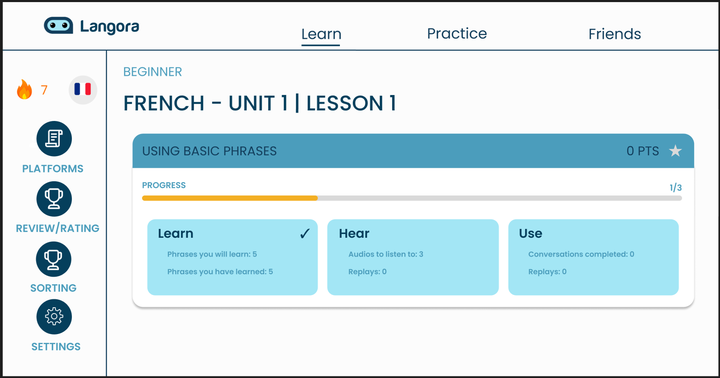 Langora
Learn
Practice
Friends
7
PLATFORMS
REVIEW/RATING
SORTING
SETTINGS
BEGINNER
FRENCH - UNIT 1 | LESSON 1
USING BASIC PHRASES
0 PTS
PROGRESS
1/3
Learn
Phrases you will learn: 5
Phrases you have learned: 5
Hear
Audios to listen to: 3
Replays: 0
Use
Conversations completed: 0
Replays: 0